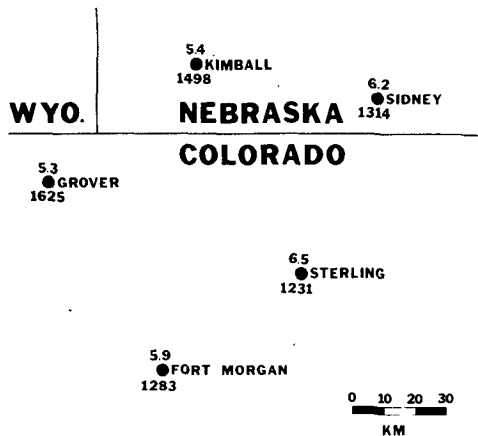 5.4
KIMBALL
1498
6.2
SIDNEY
1314
WYO. NEBRASKA
COLORADO
5.3
GROVER
1625
6.5
STERLING
1231
5.9
FORT MORGAN
1283
0 10 20 30
KM